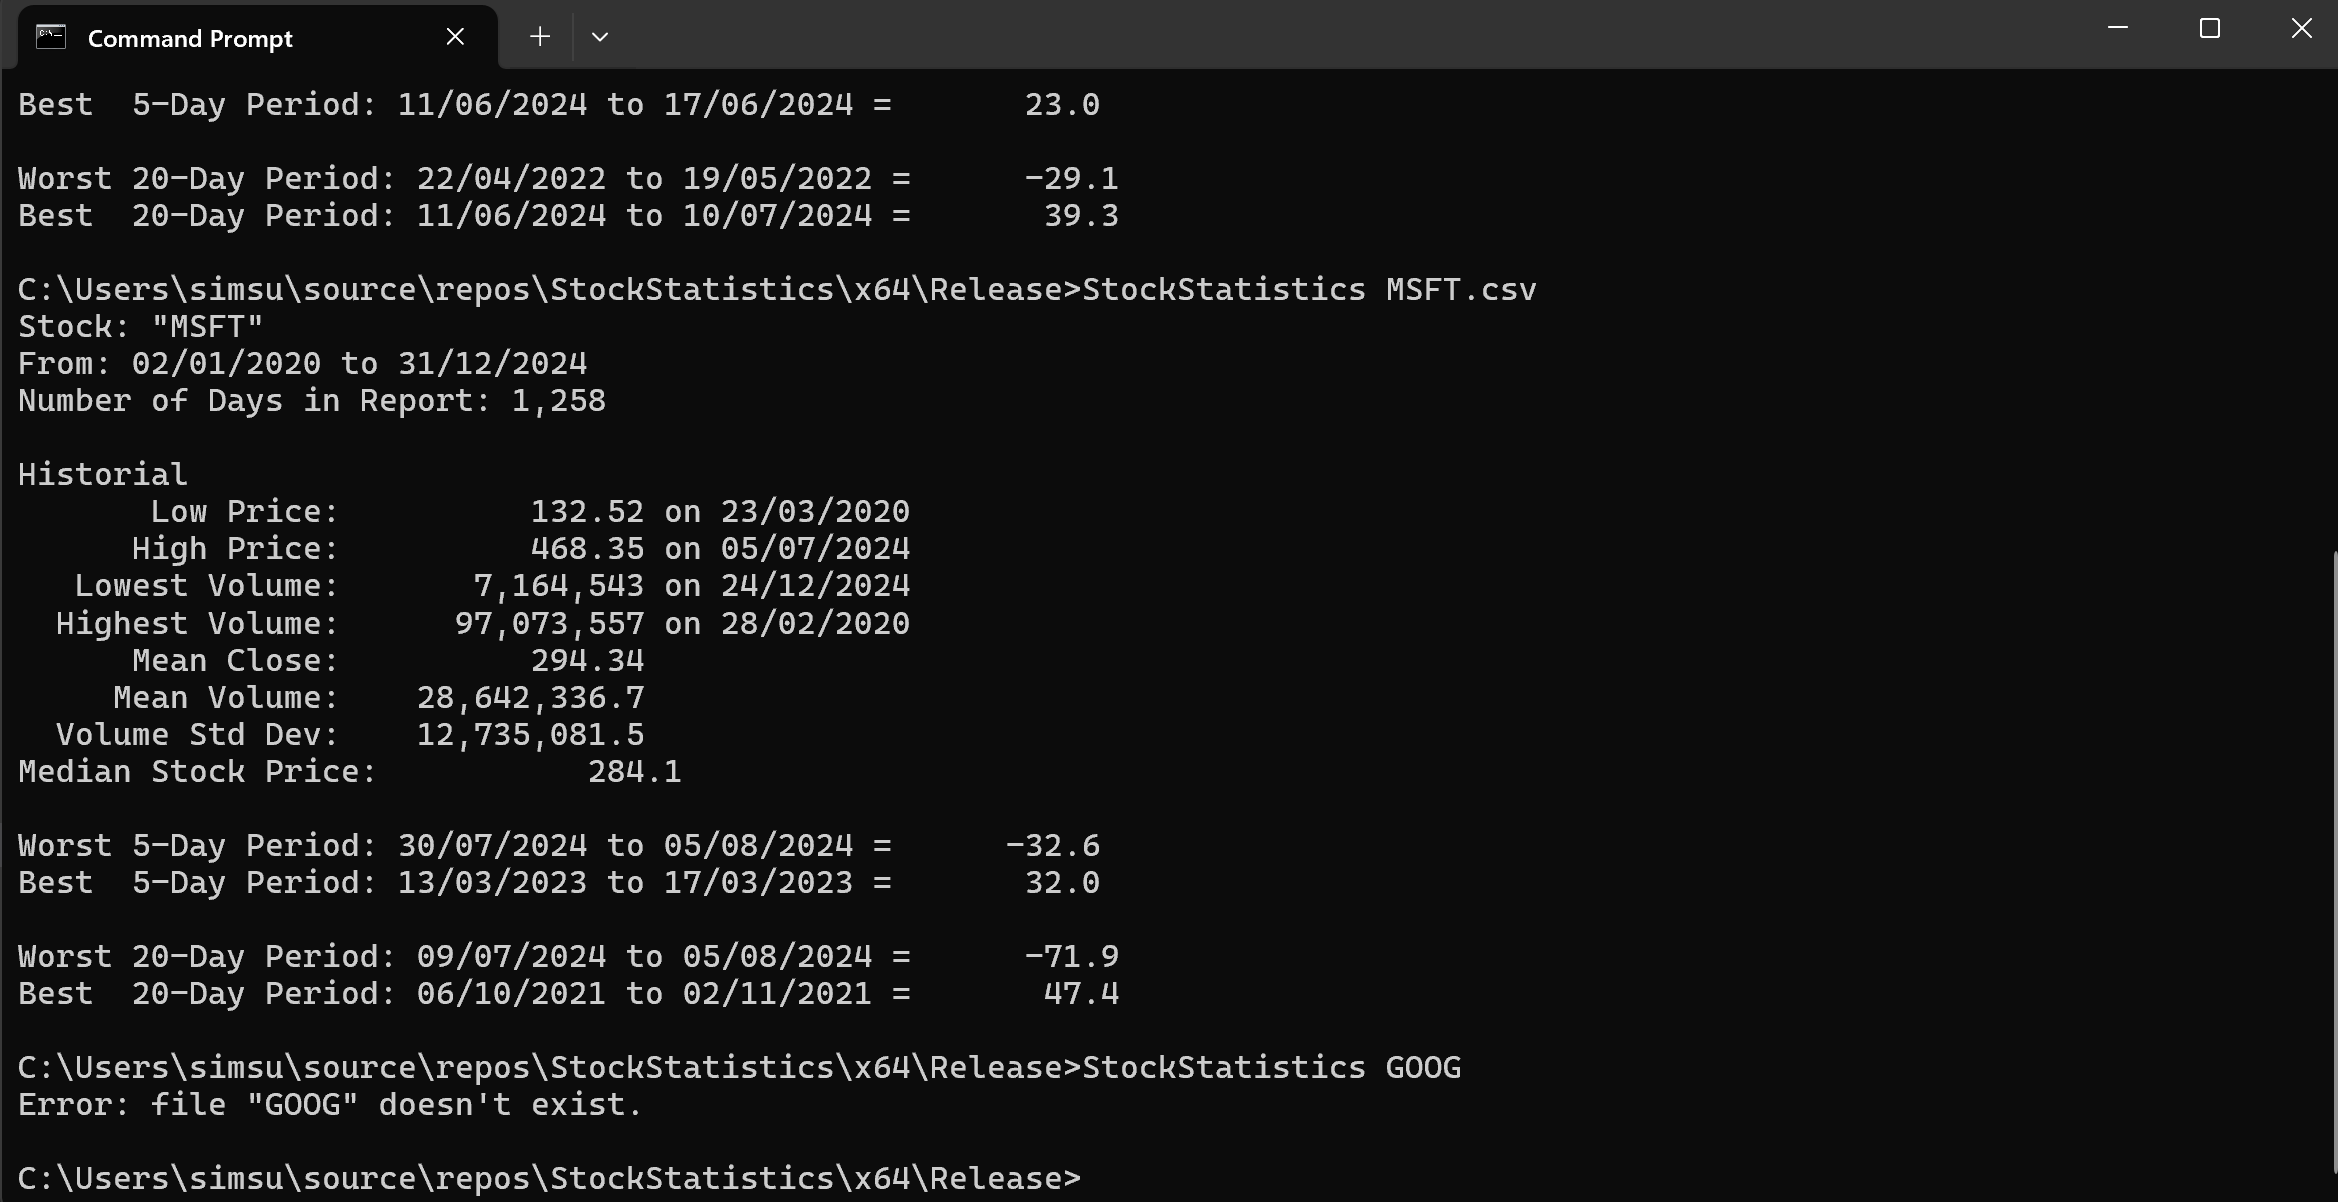 Command Prompt
Best  5-Day Period: 11/06/2024 to 17/06/2024 =       23.0
Worst 20-Day Period: 22/04/2022 to 19/05/2022 =      -29.1
Best  20-Day Period: 11/06/2024 to 10/07/2024 =       39.3
C:\Users\simsu\source\repos\StockStatistics\x64\Release>StockStatistics MSFT.csv
Stock: "MSFT"
From: 02/01/2020 to 31/12/2024
Number of Days in Report: 1,258
Historial
       Low Price:          132.52 on 23/03/2020
      High Price:          468.35 on 05/07/2024
   Lowest Volume:       7,164,543 on 24/12/2024
  Highest Volume:      97,073,557 on 28/02/2020
      Mean Close:          294.34
     Mean Volume:    28,642,336.7
  Volume Std Dev:    12,735,081.5
Median Stock Price:           284.1
Worst 5-Day Period: 30/07/2024 to 05/08/2024 =      -32.6
Best  5-Day Period: 13/03/2023 to 17/03/2023 =       32.0
Worst 20-Day Period: 09/07/2024 to 05/08/2024 =      -71.9
Best  20-Day Period: 06/10/2021 to 02/11/2021 =       47.4
C:\Users\simsu\source\repos\StockStatistics\x64\Release>StockStatistics GOOG
Error: file "GOOG" doesn't exist.
C:\Users\simsu\source\repos\StockStatistics\x64\Release>